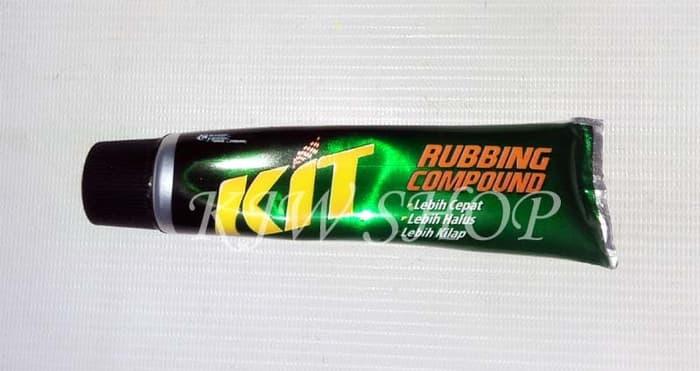 KIT
RUBBING
COMPOUND
Lebih Cepat
Lebih Halus
Lebih Kilap
KJW SHOP